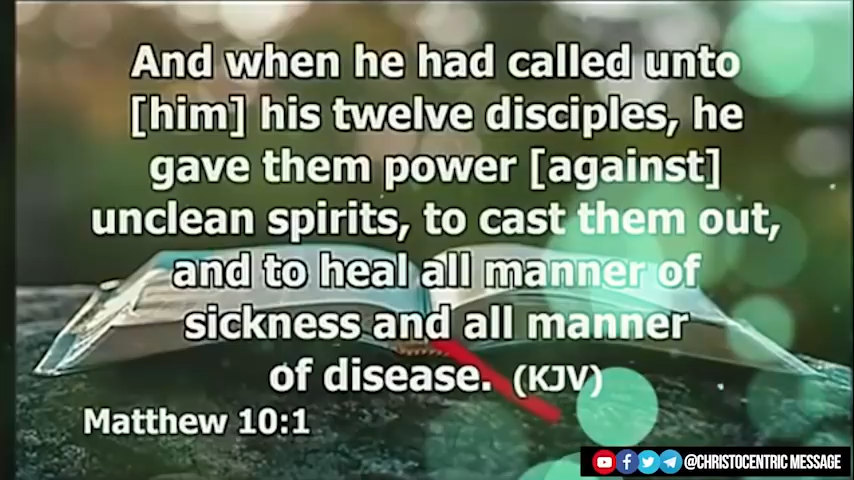 And when he had called unto
[him] his twelve disciples, he
gave them power [against]
unclean spirits, to cast them out,
and to heal all manner of
sickness and all manner
of disease. (KJV)
Matthew 10:1
@CHRISTOCENTRIC MESSAGE